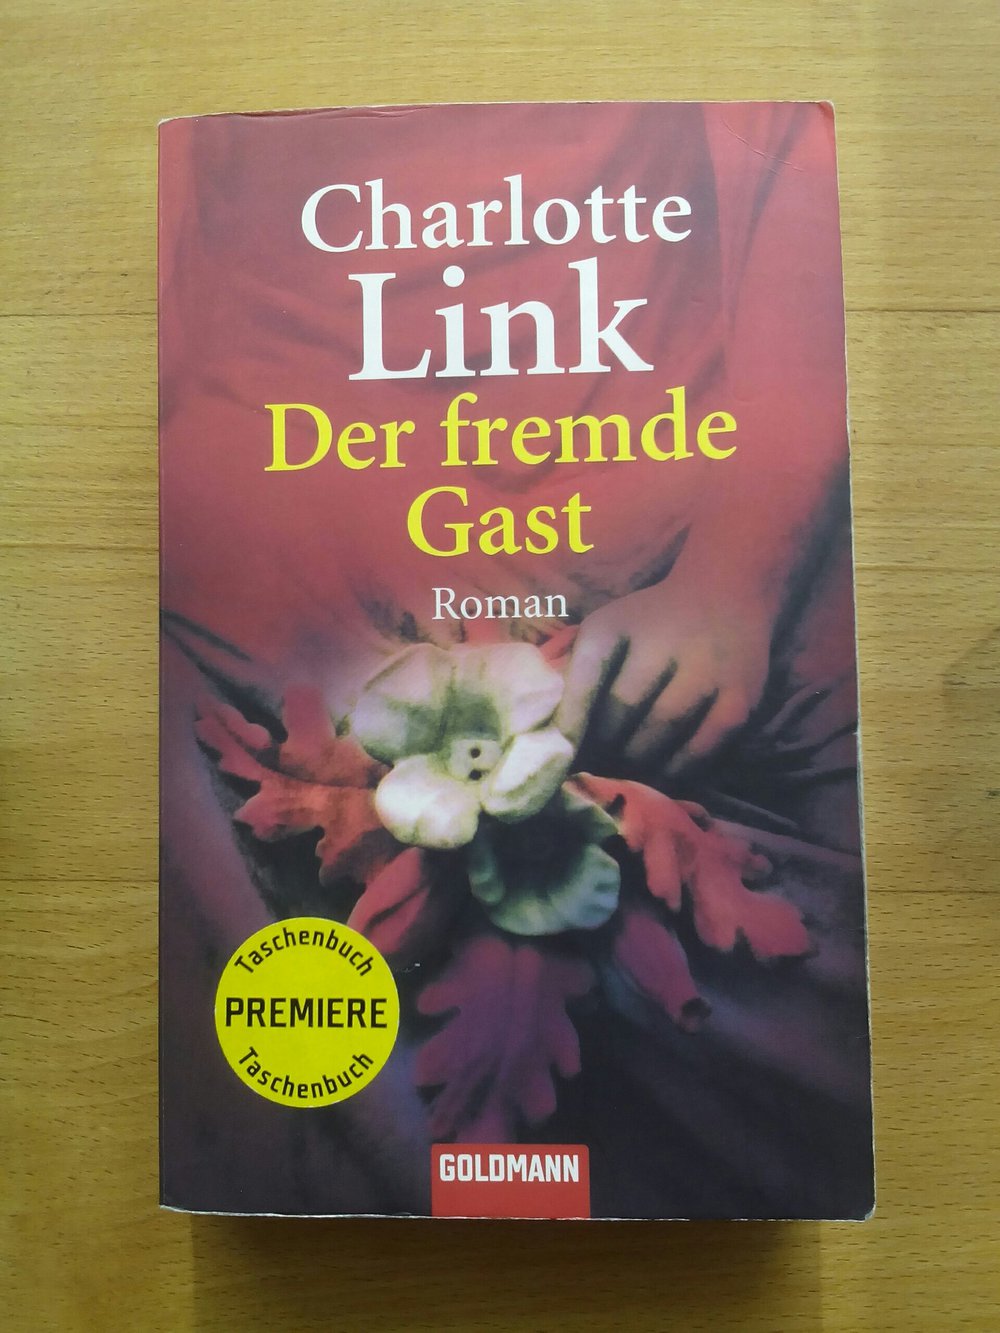 Charlotte
Link
Der fremde
Gast
Roman
Taschenbuch
PREMIERE
Taschenbuch
GOLDMANN